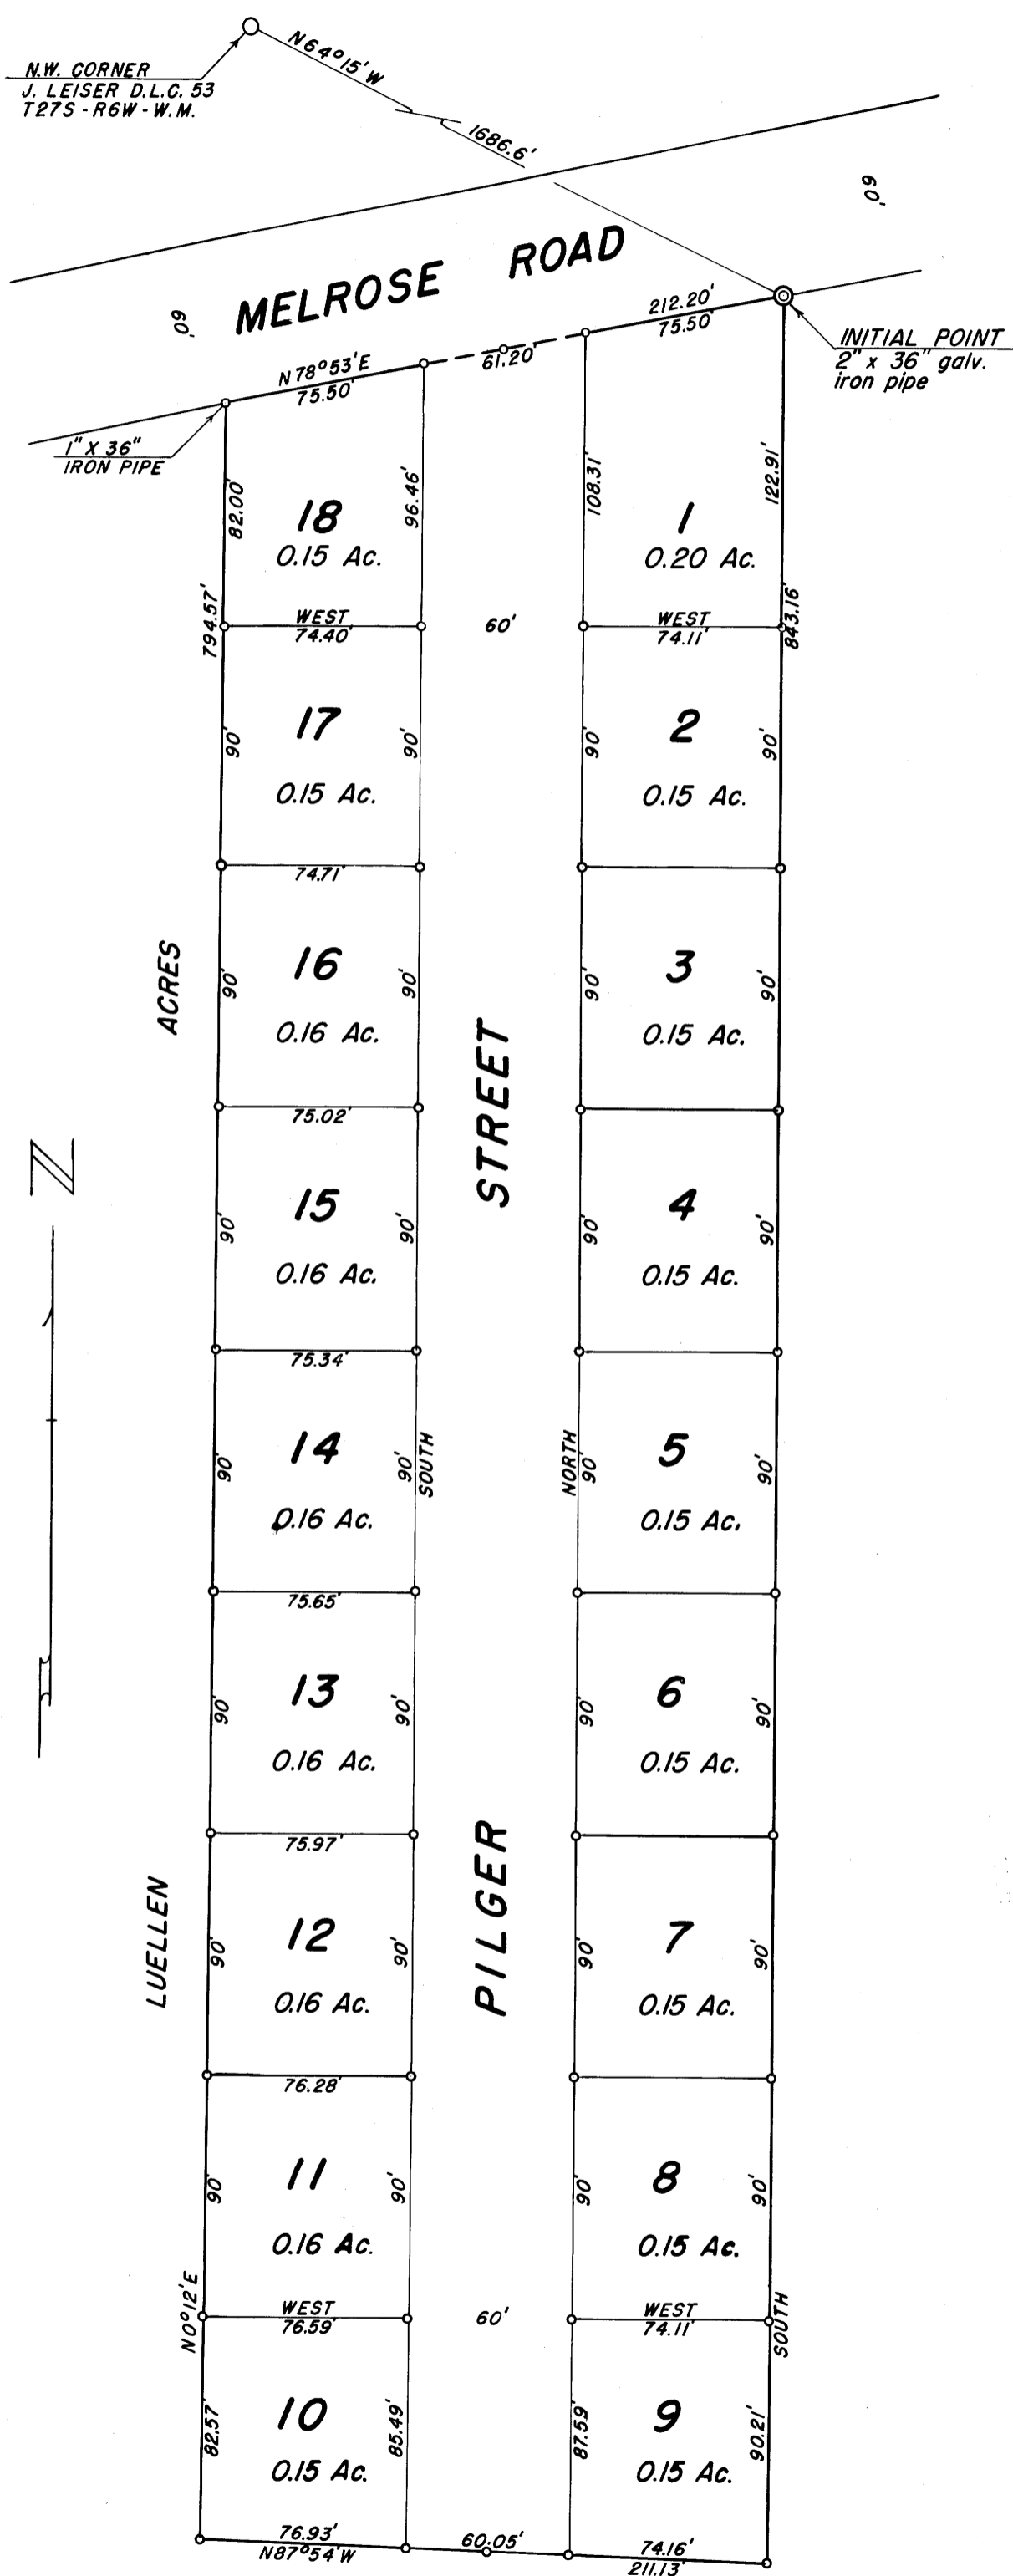 N.W. CORNER
J. LEISER D.L.C. 53
T27S - R6W - W.M.
N64°15'W
1686.6'
60'
60'
MELROSE ROAD
212.20'
75.50'
61.20'
N78°53'E
75.50'
INITIAL POINT
2" x 36" galv.
iron pipe
1" X 36"
IRON PIPE
82.00'
96.46'
108.31'
122.91'
18
0.15 Ac.
1
0.20 Ac.
794.57'
WEST
74.40'
60'
WEST
74.11'
843.16'
17
0.15 Ac.
90'
90'
2
0.15 Ac.
90'
90'
74.71'
ACRES
16
0.16 Ac.
90'
90'
3
0.15 Ac.
90'
90'
75.02'
STREET
N
15
0.16 Ac.
90'
90'
4
0.15 Ac.
90'
90'
75.34'
14
0.16 Ac.
90'
90'
SOUTH
NORTH
5
0.15 Ac.
90'
90'
75.65'
13
0.16 Ac.
90'
90'
6
0.15 Ac.
90'
90'
75.97'
LUELLEN
PILGER
12
0.16 Ac.
90'
90'
7
0.15 Ac.
90'
90'
76.28'
11
0.16 Ac.
90'
90'
8
0.15 Ac.
90'
90'
N0°12'E
WEST
76.59'
60'
WEST
74.11'
SOUTH
10
0.15 Ac.
82.57'
85.49'
9
0.15 Ac.
87.59'
90.21'
76.93'
N87°54'W
60.05'
74.16'
211.13'